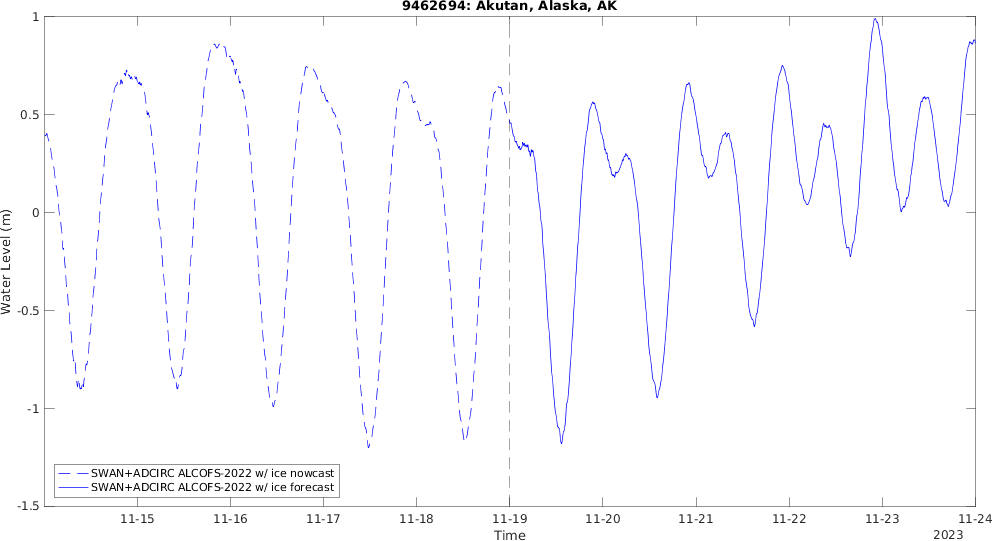 9462694: Akutan, Alaska, AK
1
0.5
0
-0.5
-1
-1.5
Water Level (m)
SWAN+ADCIRC ALCOFS-2022 w/ ice nowcast
SWAN+ADCIRC ALCOFS-2022 w/ ice forecast
11-15 11-16 11-17 11-18 11-19 11-20 11-21 11-22 11-23 11-24
Time
2023